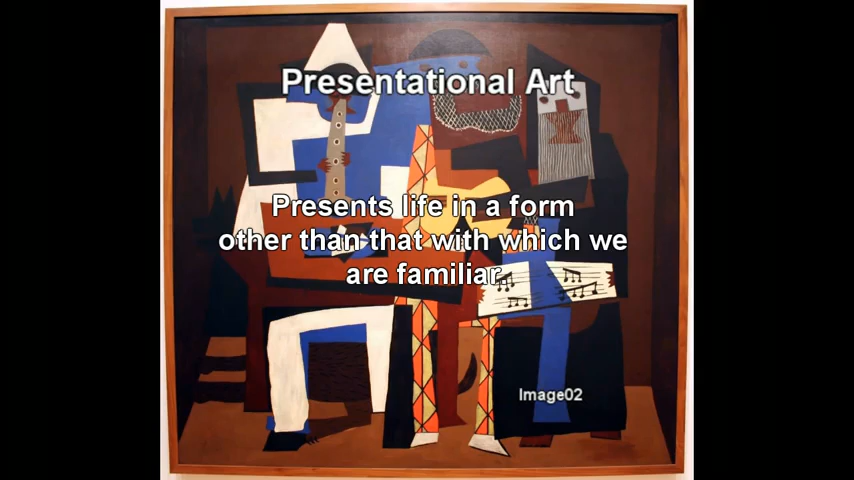 Presentational Art
Presents life in a form
other than that with which we
are familiar.
Image02